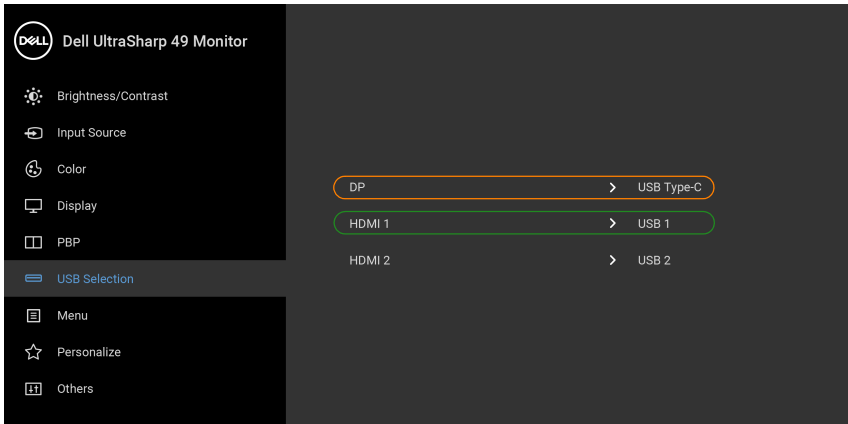 DELL
Dell UltraSharp 49 Monitor
Brightness/Contrast
Input Source
Color
Display
PBP
USB Selection
Menu
Personalize
Others
DP USB Type-C
HDMI 1 USB 1
HDMI 2 USB 2